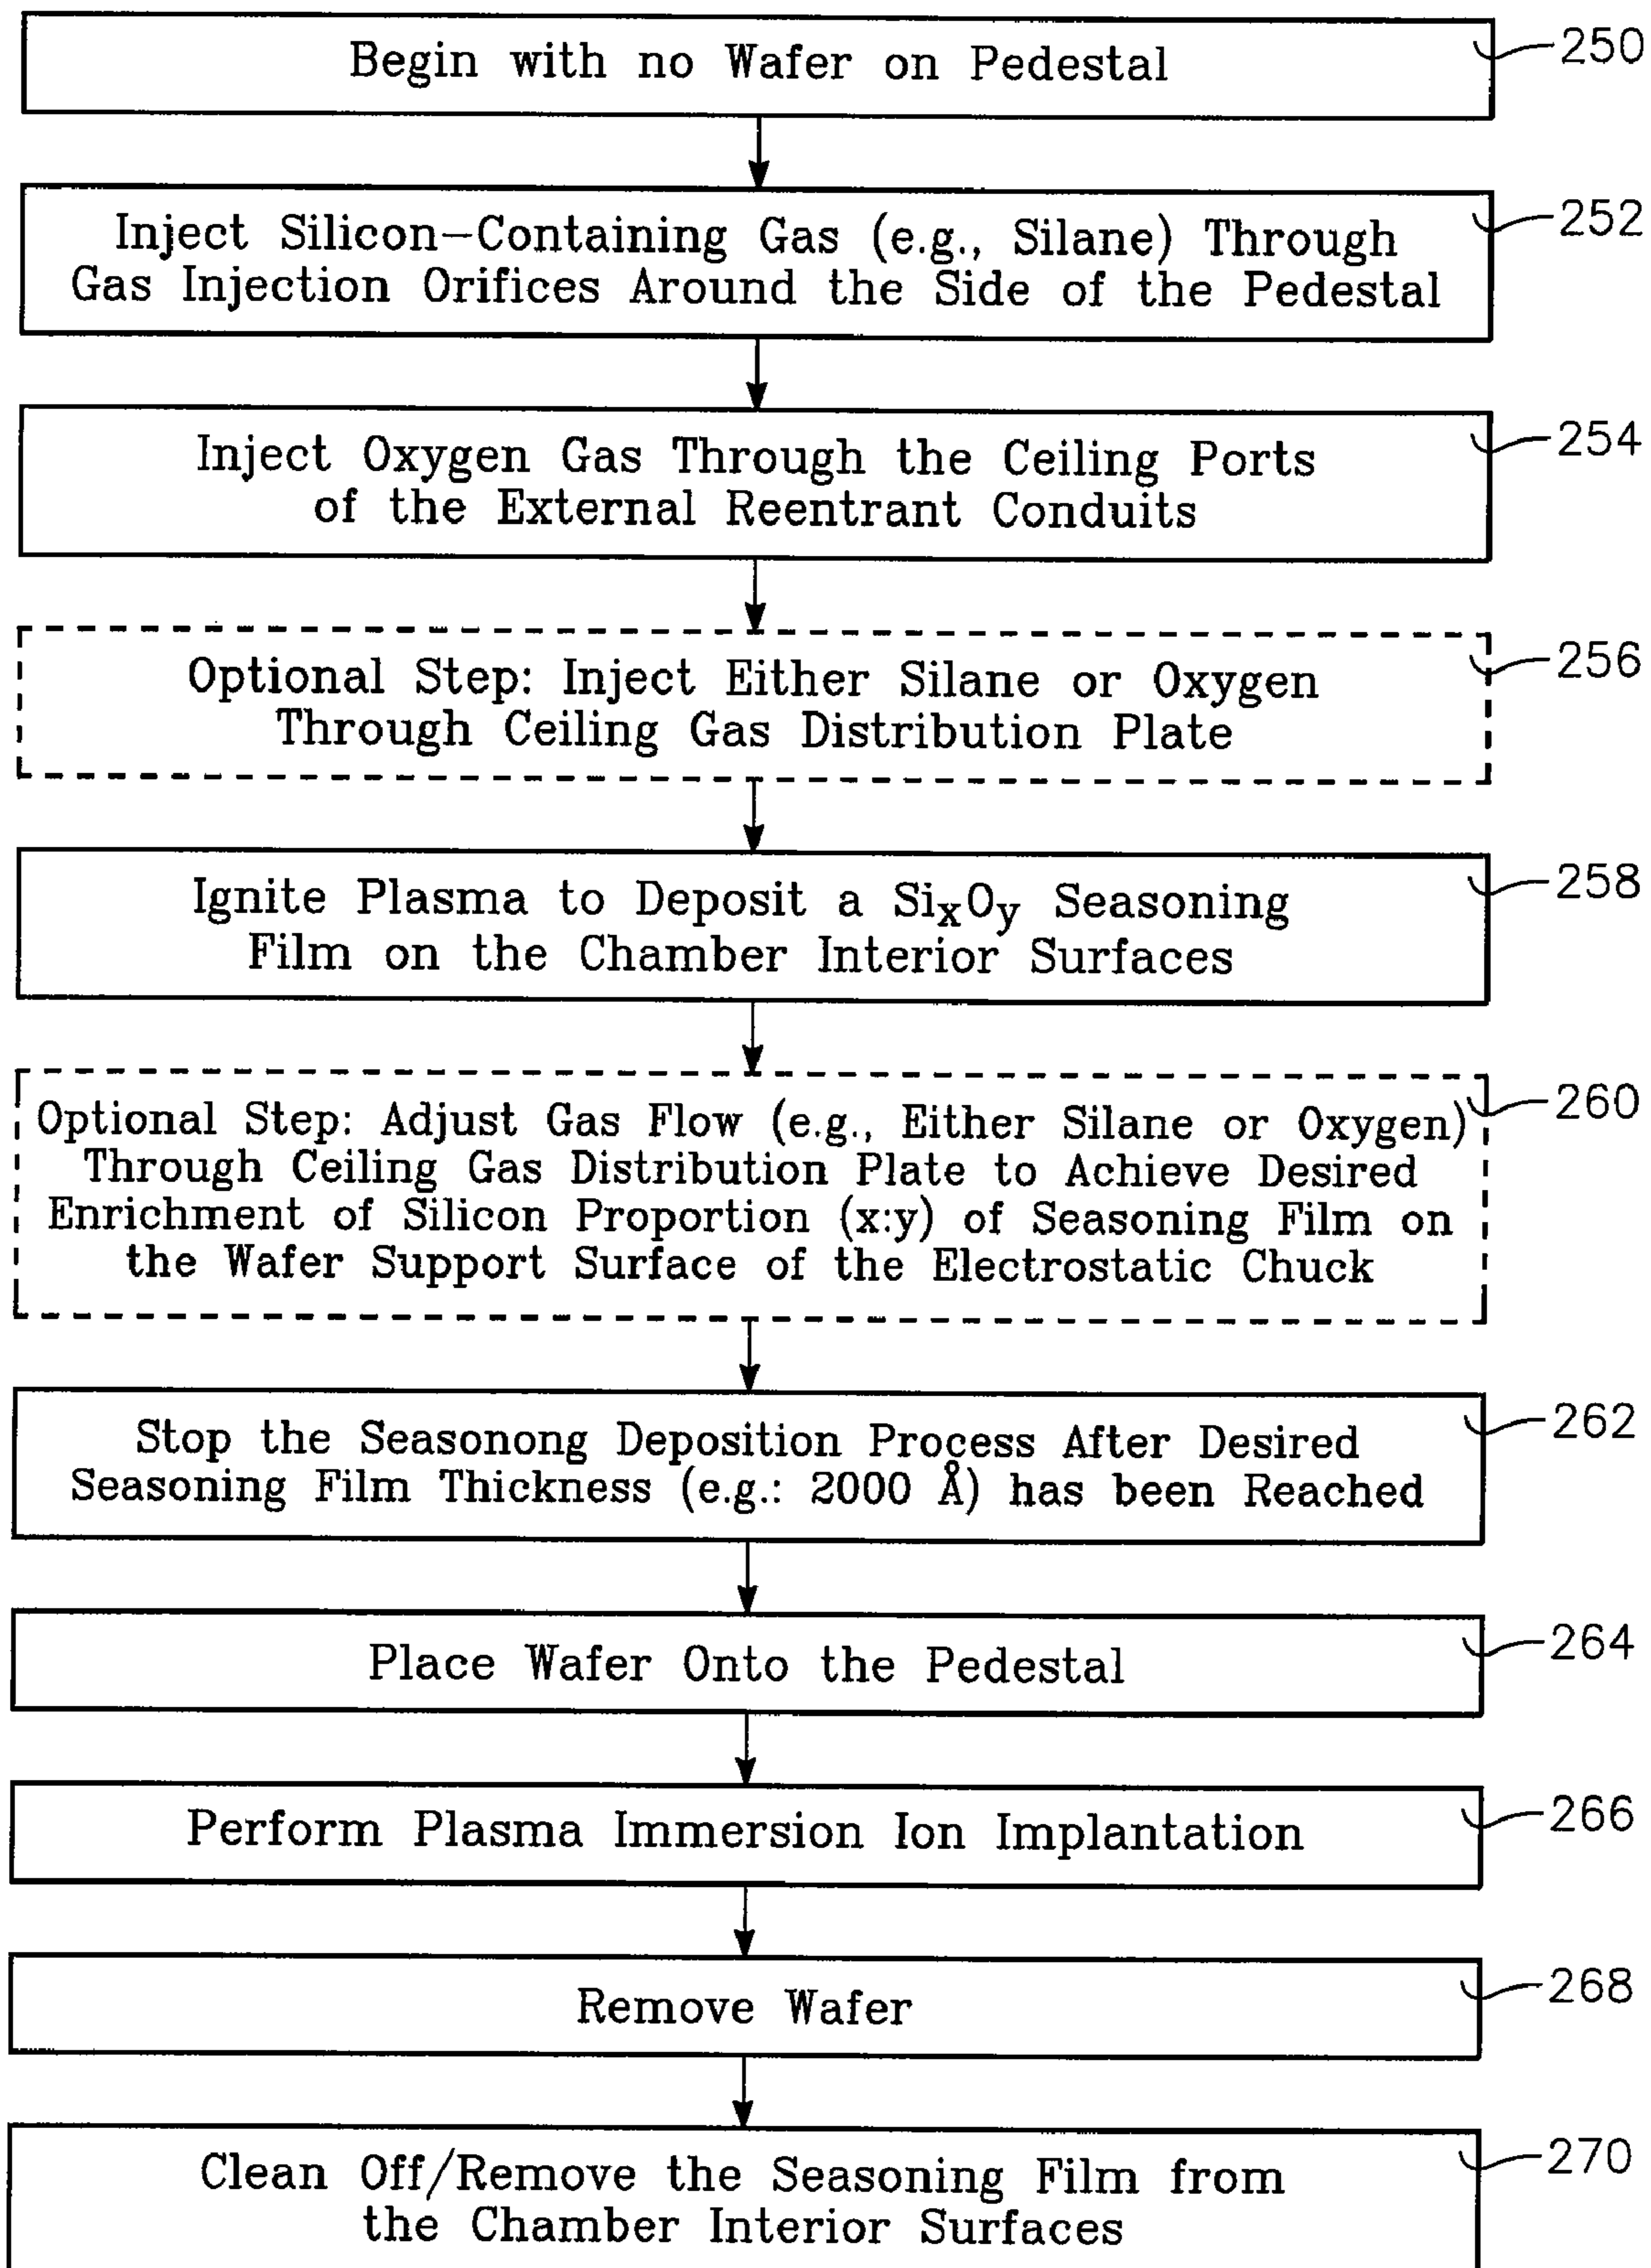 Begin with no Wafer on Pedestal
250
Inject Silicon-Containing Gas (e.g., Silane) Through
Gas Injection Orifices Around the Side of the Pedestal
252
Inject Oxygen Gas Through the Ceiling Ports
of the External Reentrant Conduits
254
Optional Step: Inject Either Silane or Oxygen
Through Ceiling Gas Distribution Plate
256
Ignite Plasma to Deposit a SixOy Seasoning
Film on the Chamber Interior Surfaces
258
Optional Step: Adjust Gas Flow (e.g., Either Silane or Oxygen)
Through Ceiling Gas Distribution Plate to Achieve Desired
Enrichment of Silicon Proportion (x:y) of Seasoning Film on
the Wafer Support Surface of the Electrostatic Chuck
260
Stop the Seasonong Deposition Process After Desired
Seasoning Film Thickness (e.g.: 2000 Å) has been Reached
262
Place Wafer Onto the Pedestal
264
Perform Plasma Immersion Ion Implantation
266
Remove Wafer
268
Clean Off/Remove the Seasoning Film from
the Chamber Interior Surfaces
270